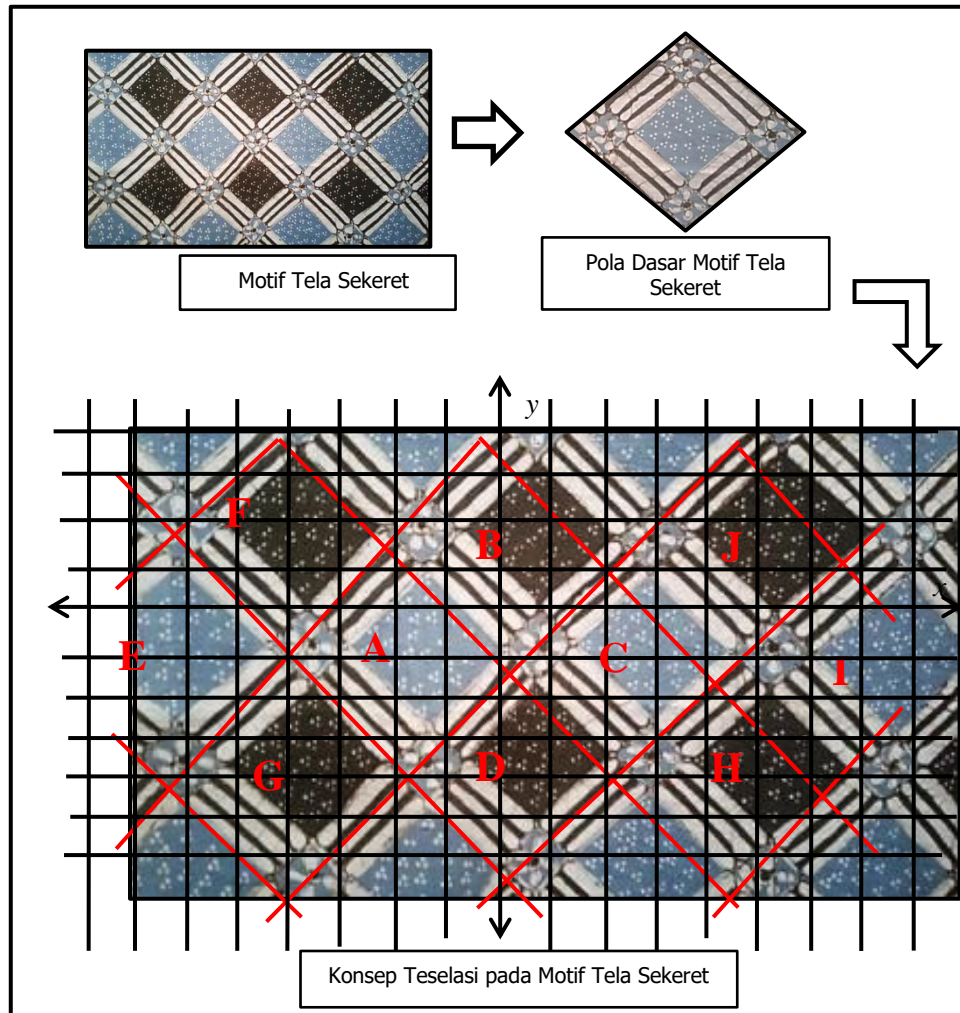 Motif Tela Sekeret
Pola Dasar Motif Tela
Sekeret
y
F
B
J
x
E
A
C
I
G
D
H
Konsep Teselasi pada Motif Tela Sekeret